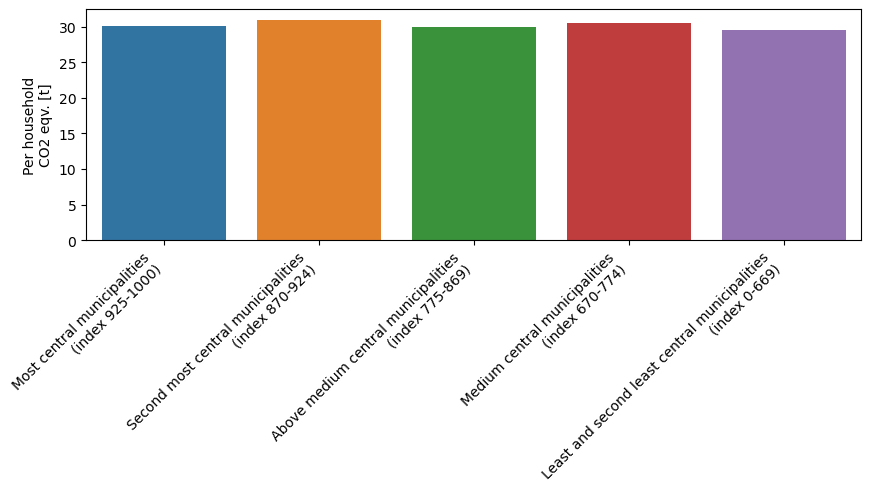 Per household
CO2 eqv. [t]
30
25
20
15
10
5
0
Most central municipalities
(index 925-1000)
Second most central municipalities
(index 870-924)
Above medium central municipalities
(index 775-869)
Medium central municipalities
(index 670-774)
Least and second least central municipalities
(index 0-669)